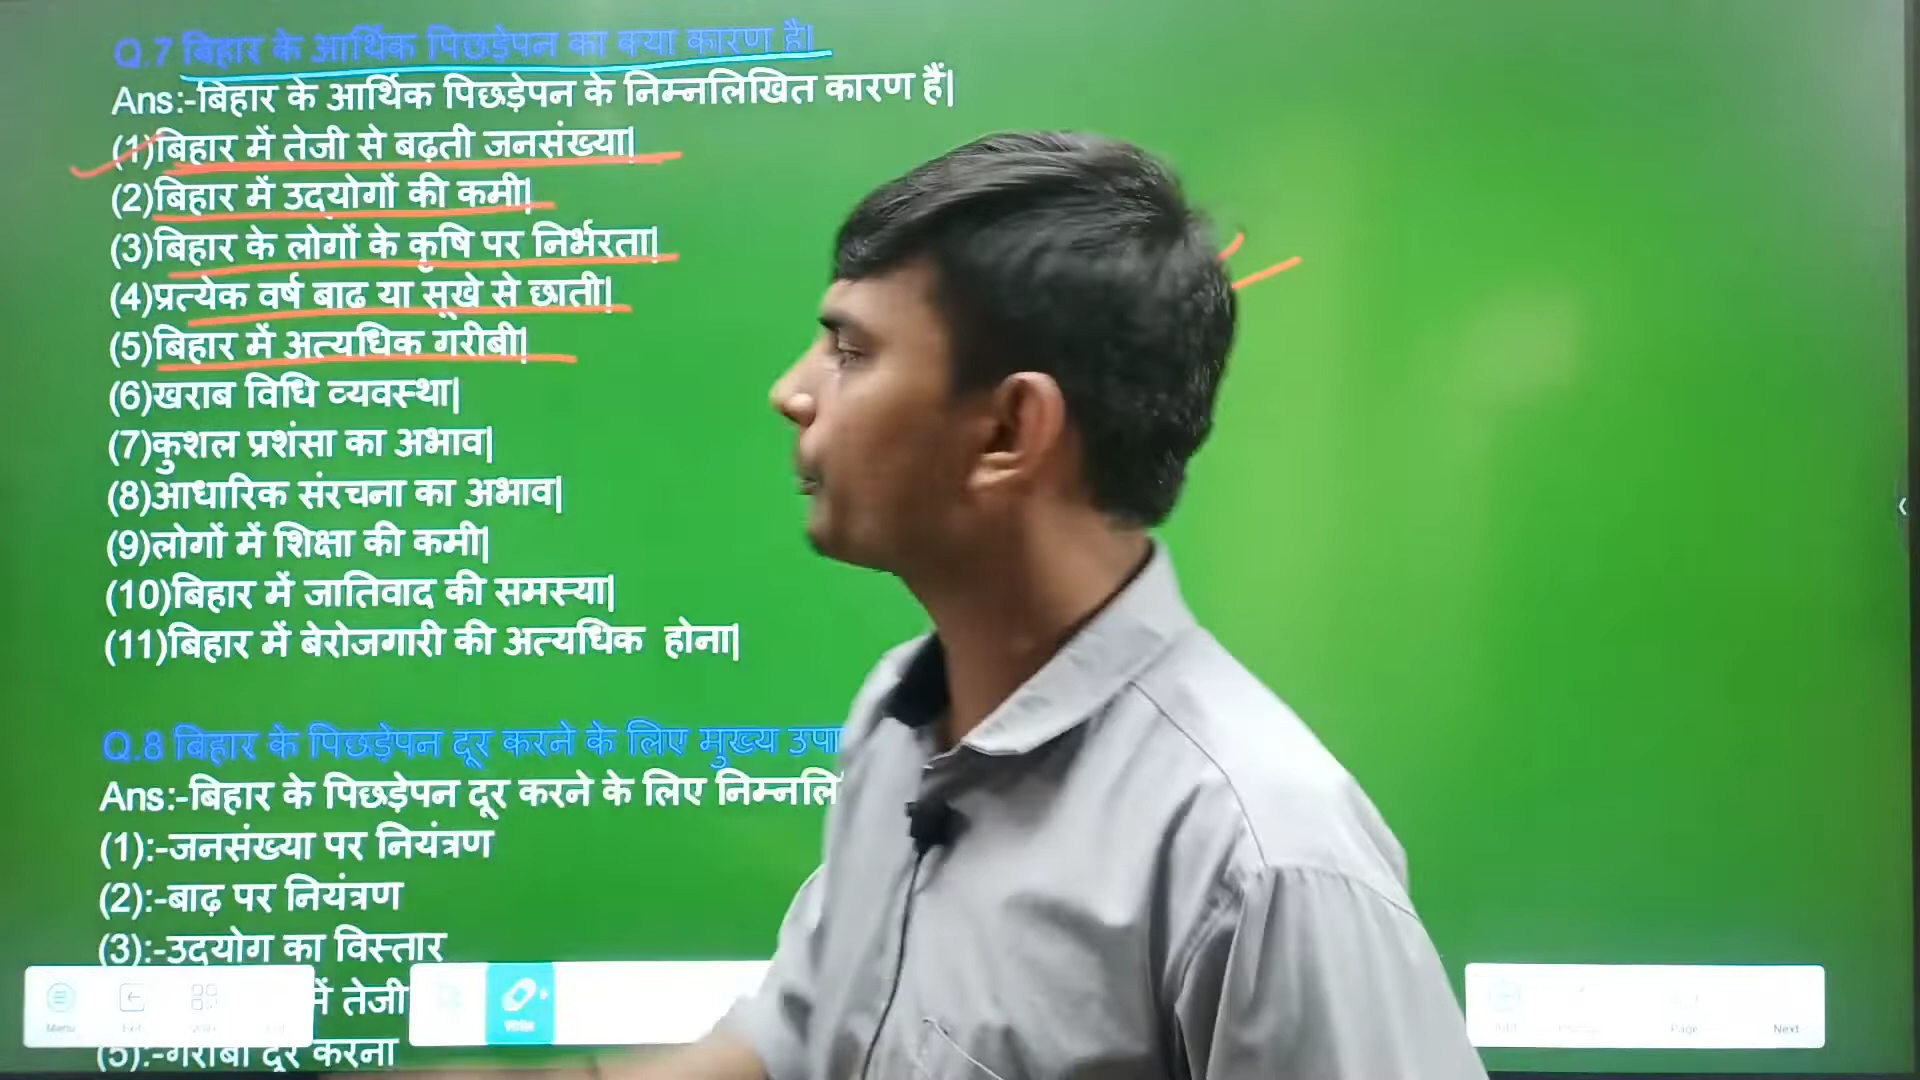 Q.7 बिहार के आर्थिक पिछड़ेपन का क्या कारण है|
Ans:-बिहार के आर्थिक पिछड़ेपन के निम्नलिखित कारण हैं|
(1)बिहार में तेजी से बढ़ती जनसंख्या|
(2)बिहार में उदयोगों की कमी|
(3)बिहार के लोगों के कृषि पर निर्भरता|
(4)प्रत्येक वर्ष बाढ या सूखे से छाती|
(5)बिहार में अत्यधिक गरीबी|
(6)खराब विधि व्यवस्था|
(7)कुशल प्रशंसा का अभाव|
(8)आधारिक संरचना का अभाव|
(9)लोगों में शिक्षा की कमी|
(10)बिहार में जातिवाद की समस्या|
(11)बिहार में बेरोजगारी की अत्यधिक होना|
Q.8 बिहार के पिछड़ेपन दूर करने के लिए मुख्य
Ans:-बिहार के पिछड़ेपन दूर करने के लिए
(1):-जनसंख्या पर नियंत्रण
(2):-बाढ़ पर नियंत्रण
(3):-उदयोग का विस्तार
में तेजी
(5):-गरीबी दूर करना
Menu
Write
Page
Next